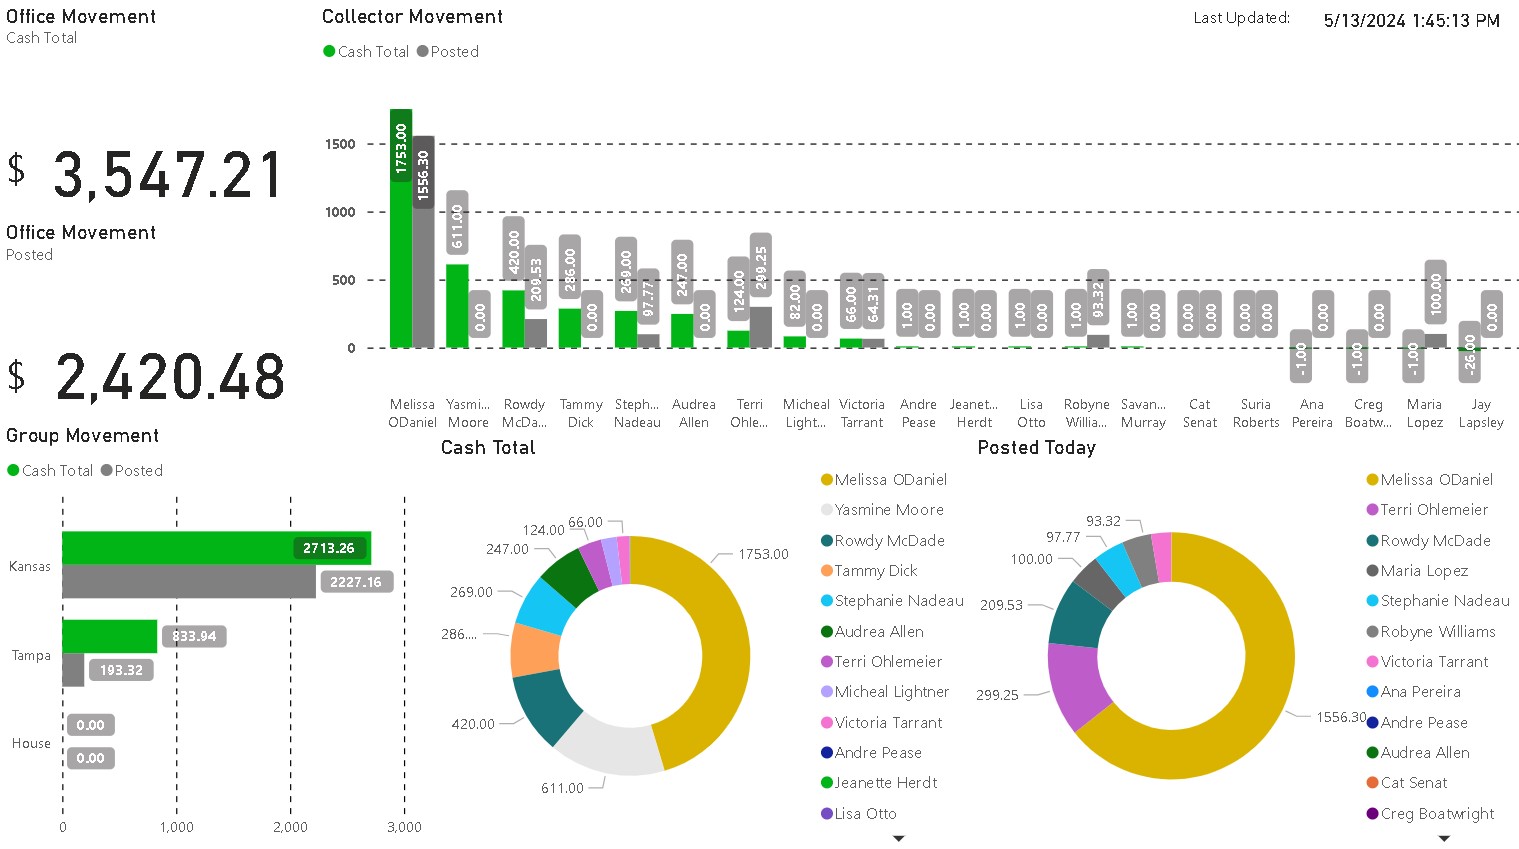 Office Movement
Cash Total
$ 3,547.21
Office Movement
Posted
$ 2,420.48
Group Movement
Cash Total Posted
Kansas
2713.26
2227.16
Tampa
833.94
193.32
House
0.00
0.00
0 1,000 2,000 3,000
Collector Movement
Last Updated: 5/13/2024 1:45:13 PM
Cash Total Posted
1500
1000
500
0
1753.00 1556.30
611.00 0.00
420.00 209.53
286.00 0.00
269.00 97.77
247.00 0.00
124.00 299.25
82.00 0.00
66.00 64.31
1.00 0.00
1.00 0.00
1.00 0.00
1.00 93.32
1.00 0.00
0.00 0.00
0.00 0.00
-1.00 0.00
-1.00 0.00
-1.00 100.00
-26.00 0.00
Melissa ODaniel
Yasmi... Moore
Rowdy McDa...
Tammy Dick
Steph... Nadeau
Audrea Allen
Terri Ohle...
Micheal Light...
Victoria Tarrant
Andre Pease
Jeanet... Herdt
Lisa Otto
Robyne Willia...
Savan... Murray
Cat Senat
Suria Roberts
Ana Pereira
Creg Boatw...
Maria Lopez
Jay Lapsley
Cash Total
1753.00
611.00
420.00
286....
269.00
247.00
124.00
66.00
Melissa ODaniel
Yasmine Moore
Rowdy McDade
Tammy Dick
Stephanie Nadeau
Audrea Allen
Terri Ohlemeier
Micheal Lightner
Victoria Tarrant
Andre Pease
Jeanette Herdt
Lisa Otto
Posted Today
1556.30
299.25
209.53
100.00
97.77
93.32
Melissa ODaniel
Terri Ohlemeier
Rowdy McDade
Maria Lopez
Stephanie Nadeau
Robyne Williams
Victoria Tarrant
Ana Pereira
Andre Pease
Audrea Allen
Cat Senat
Creg Boatwright